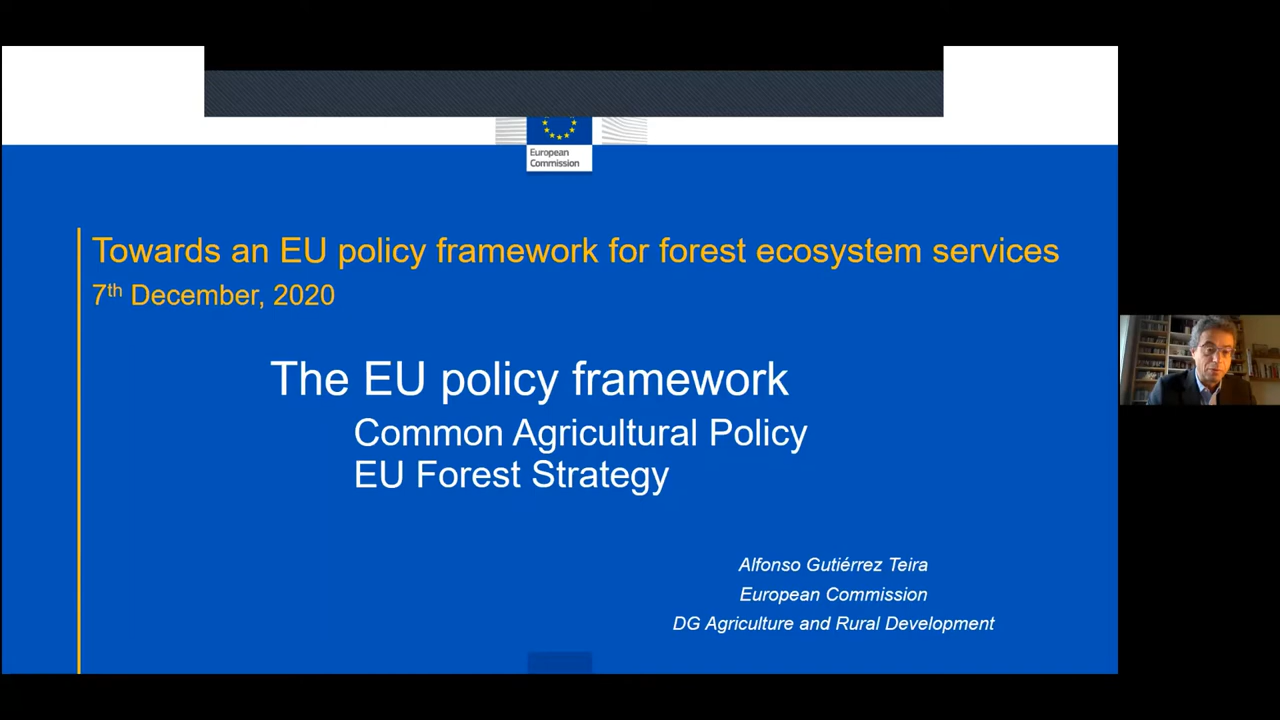 European
Commission
Towards an EU policy framework for forest ecosystem services
7th December, 2020
The EU policy framework
Common Agricultural Policy
EU Forest Strategy
Alfonso Gutiérrez Teira
European Commission
DG Agriculture and Rural Development